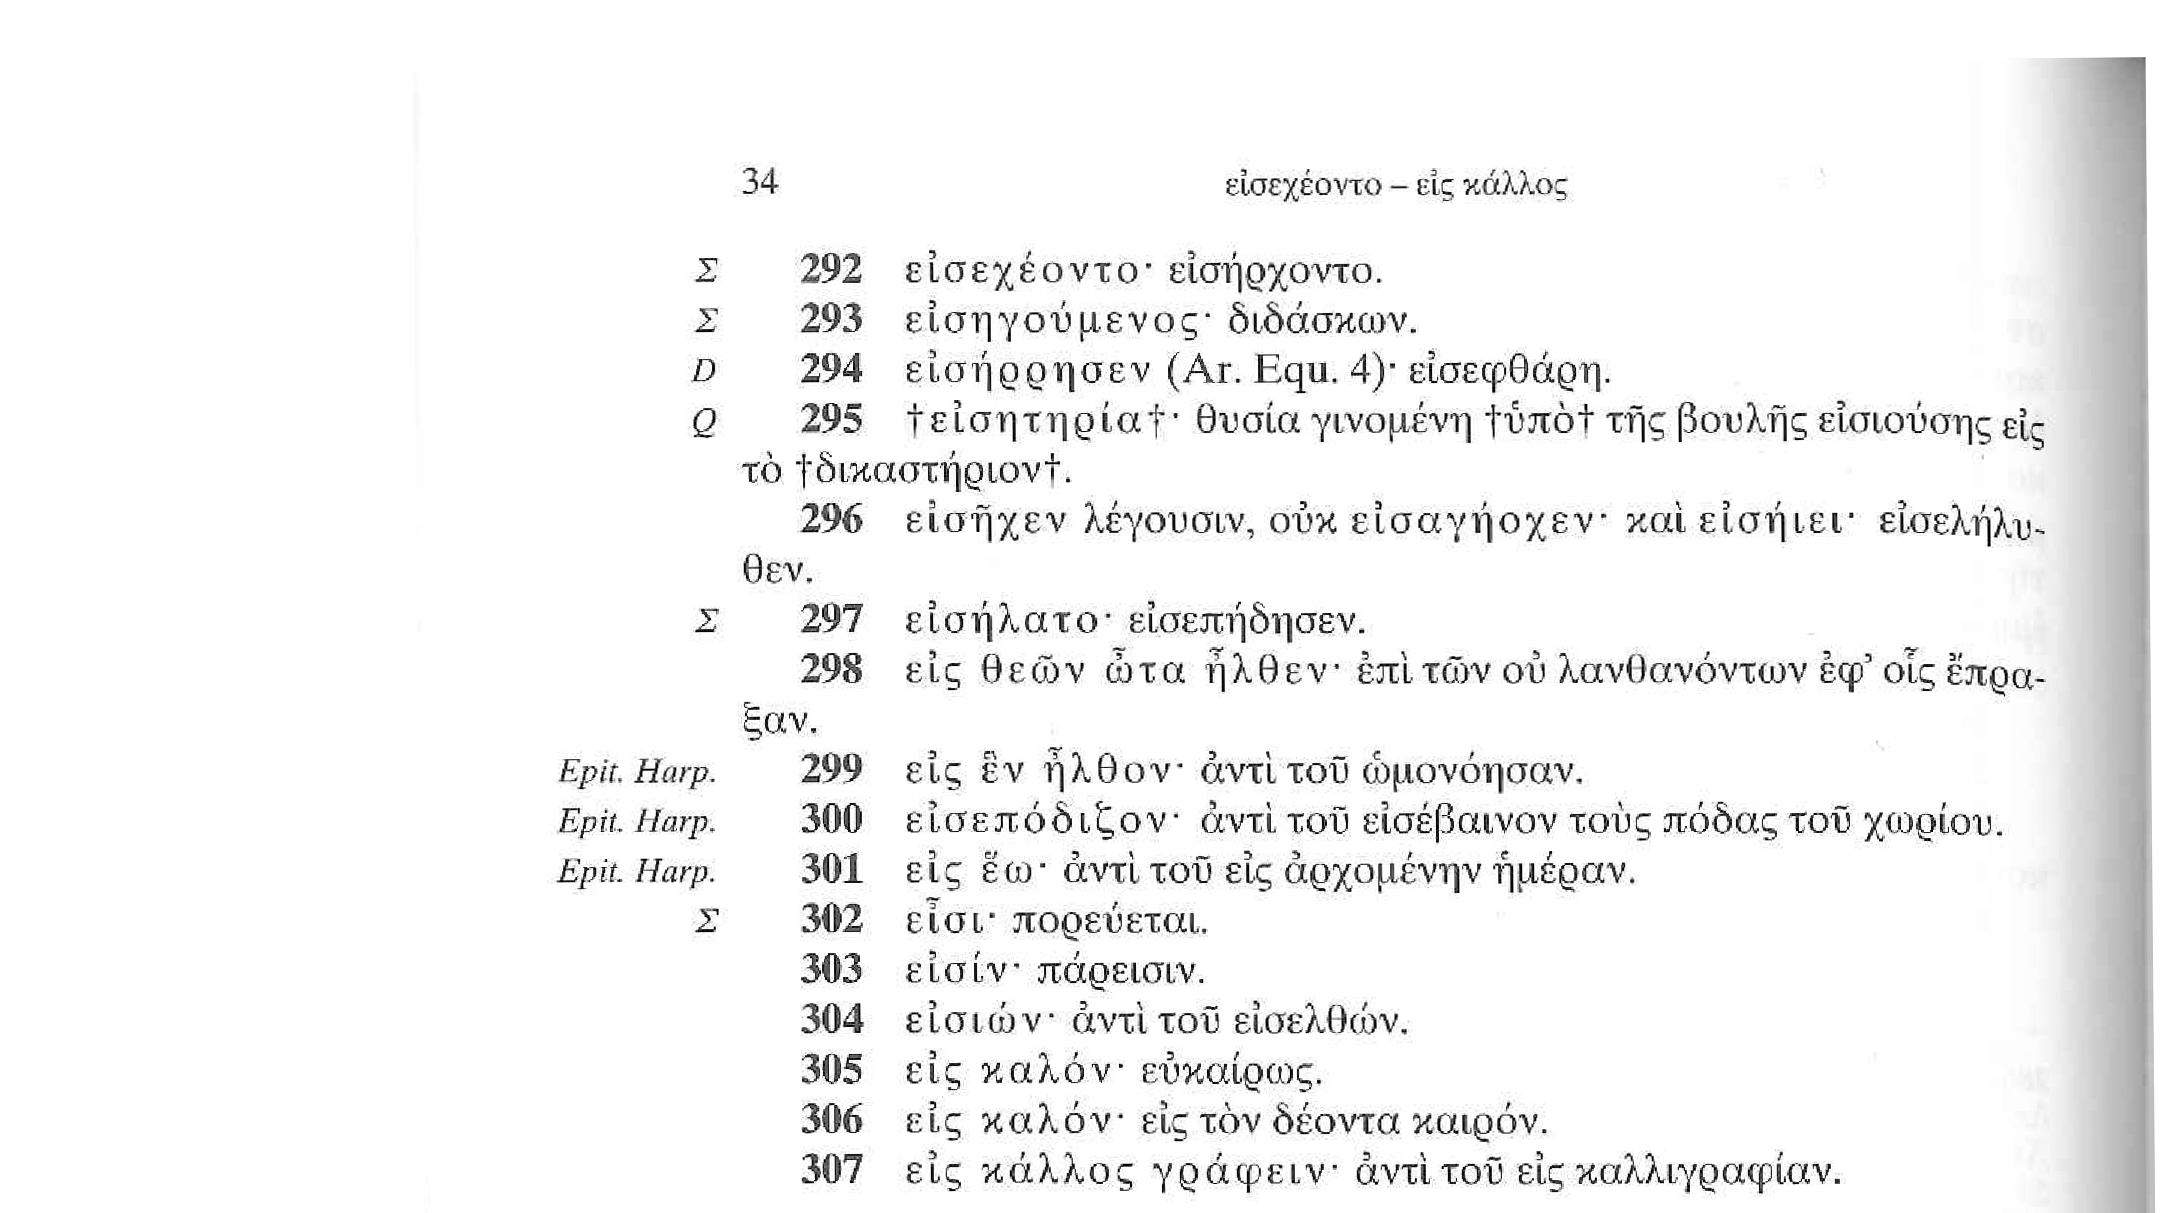 34 εἰσεχέοντο – εἰς κάλλος
Σ 292 εἰσεχέοντο· εἰσήρχοντο.
Σ 293 εἰσηγούμενος· διδάσκων.
D 294 εἰσήρρησεν (Ar. Equ. 4)· εἰσεφθάρη.
Q 295 †εἰσητηρία†· θυσία γινομένη †ὑπὸ† τῆς βουλῆς εἰσιούσης εἰς
τὸ †δικαστήριον†.
296 εἰσῆχεν λέγουσιν, οὐκ εἰσαγήοχεν· καὶ εἰσήιει· εἰσελήλυ-
θεν.
Σ 297 εἰσήλατο· εἰσεπήδησεν.
298 εἰς θεῶν ὦτα ἦλθεν· ἐπὶ τῶν οὐ λανθανόντων ἐφ’ οἷς ἔπρα-
ξαν.
Epit. Harp. 299 εἰς ἓν ἦλθον· ἀντὶ τοῦ ὡμονόησαν.
Epit. Harp. 300 εἰσεπόδιζον· ἀντὶ τοῦ εἰσέβαινον τοὺς πόδας τοῦ χωρίου.
Epit. Harp. 301 εἰς ἕω· ἀντὶ τοῦ εἰς ἀρχομένην ἡμέραν.
Σ 302 εἶσι· πορεύεται.
303 εἰσίν· πάρεισιν.
304 εἰσιών· ἀντὶ τοῦ εἰσελθών.
305 εἰς καλόν· εὐκαίρως.
306 εἰς καλόν· εἰς τὸν δέοντα καιρόν.
307 εἰς κάλλος γράφειν· ἀντὶ τοῦ εἰς καλλιγραφίαν.